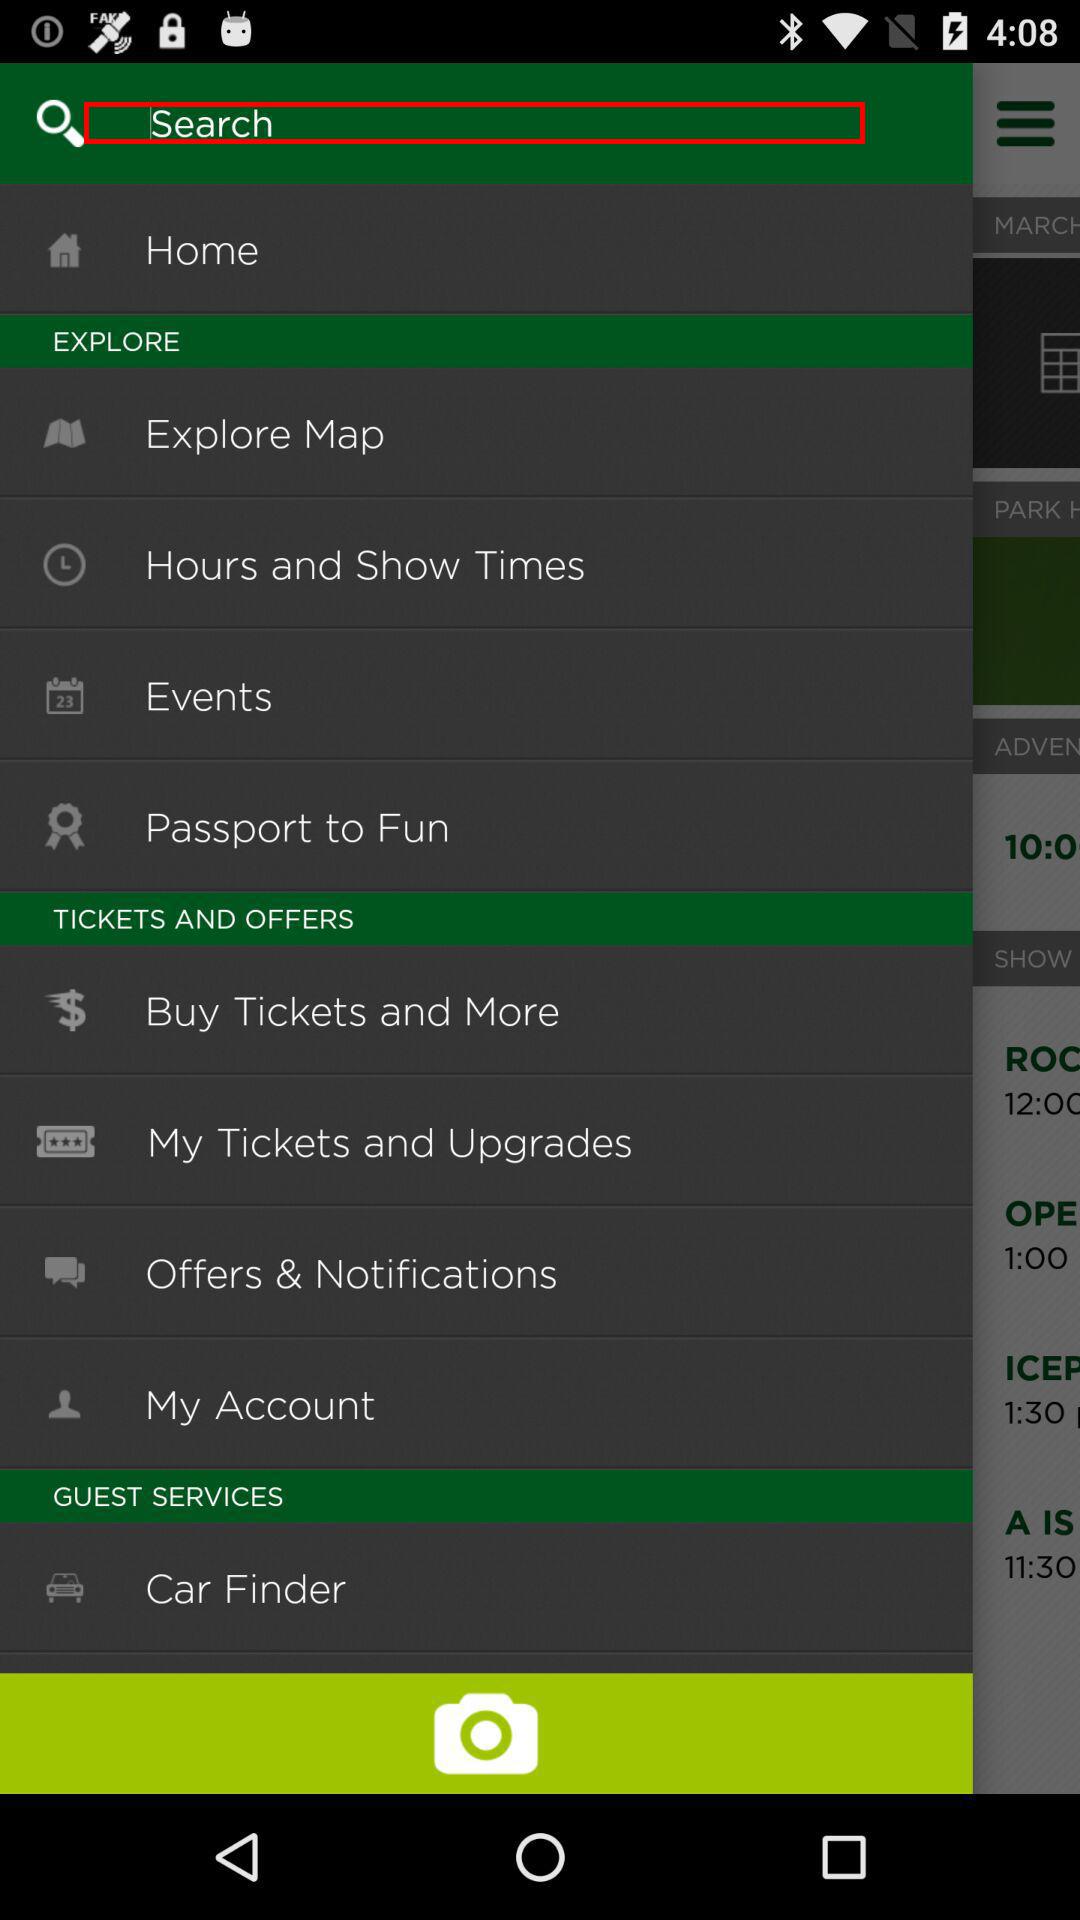 FAKE
4:08
Search
Home
MARCH
EXPLORE
Explore Map
Hours and Show Times
PARK H
Events
23
ADVEN
Passport to Fun
10:0
TICKETS AND OFFERS
SHOW
Buy Tickets and More
ROC
12:00
My Tickets and Upgrades
OPE
1:00
Offers & Notifications
ICEP
1:30
My Account
GUEST SERVICES
A IS
11:30
Car Finder